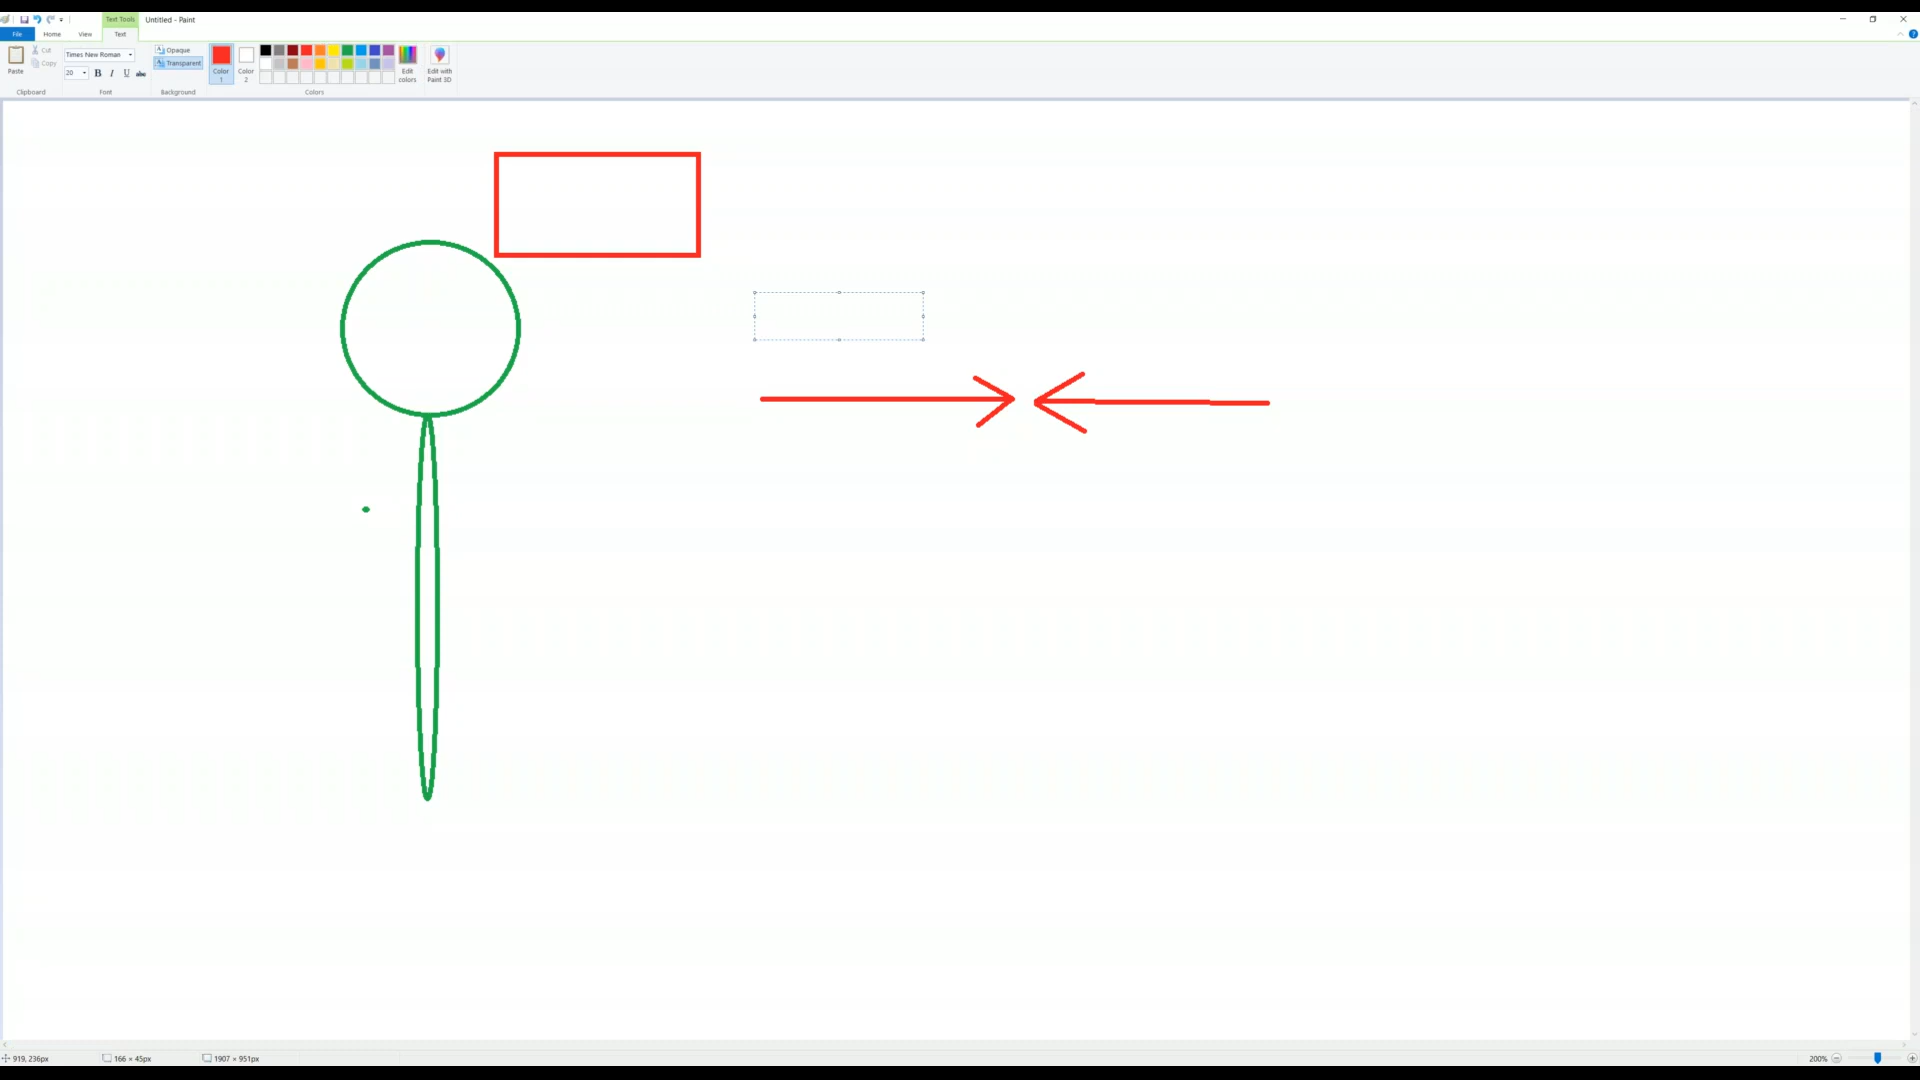 Text Tools
Untitled - Paint
File
Home
View
Text
Paste
Cut
Copy
Clipboard
Times New Roman
20
B
I
U
abc
Font
Opaque
Transparent
Background
Color
1
Color
2
Edit
colors
Colors
Edit with
Paint 3D
919, 236px
166 × 45px
1907 × 951px
200%